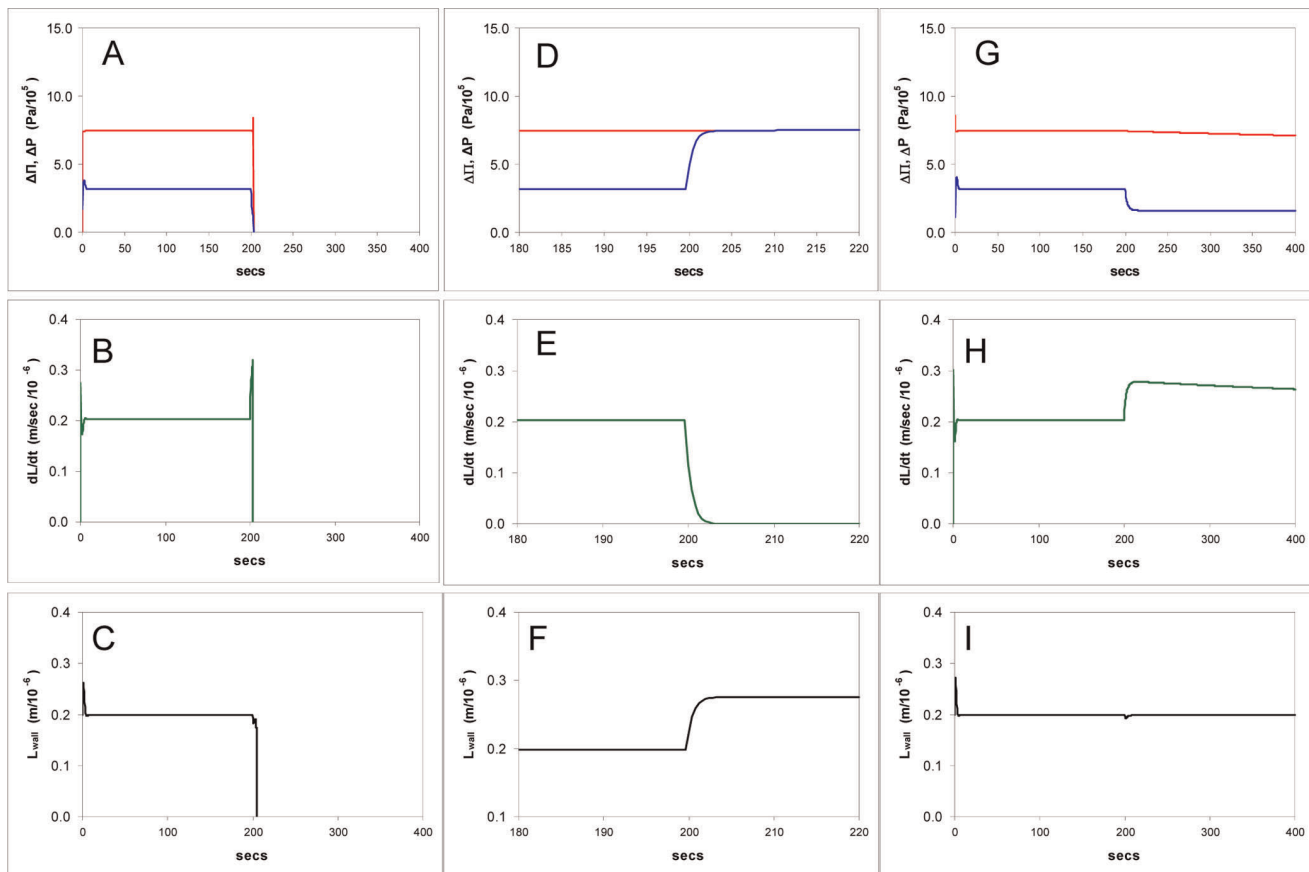 A
ΔΠ, ΔP (Pa/10⁵)
15.0
10.0
5.0
0.0
0 50 100 150 200 250 300 350 400
secs
D
ΔΠ, ΔP (Pa/10⁵)
15.0
10.0
5.0
0.0
180 185 190 195 200 205 210 215 220
secs
G
ΔΠ, ΔP (Pa/10⁵)
15.0
10.0
5.0
0.0
0 50 100 150 200 250 300 350 400
secs
B
dL/dt (m/sec /10⁻⁶)
0.4
0.3
0.2
0.1
0.0
0 100 200 300 400
secs
E
dL/dt (m/sec /10⁻⁶)
0.4
0.3
0.2
0.1
0.0
180 190 200 210 220
secs
H
dL/dt (m/sec /10⁻⁶)
0.4
0.3
0.2
0.1
0.0
0 100 200 300 400
secs
C
Lwall (m/10⁻⁶)
0.4
0.3
0.2
0.1
0.0
0 100 200 300 400
secs
F
Lwall (m/10⁻⁶)
0.4
0.3
0.2
0.1
180 190 200 210 220
secs
I
Lwall (m/10⁻⁶)
0.4
0.3
0.2
0.1
0.0
0 100 200 300 400
secs